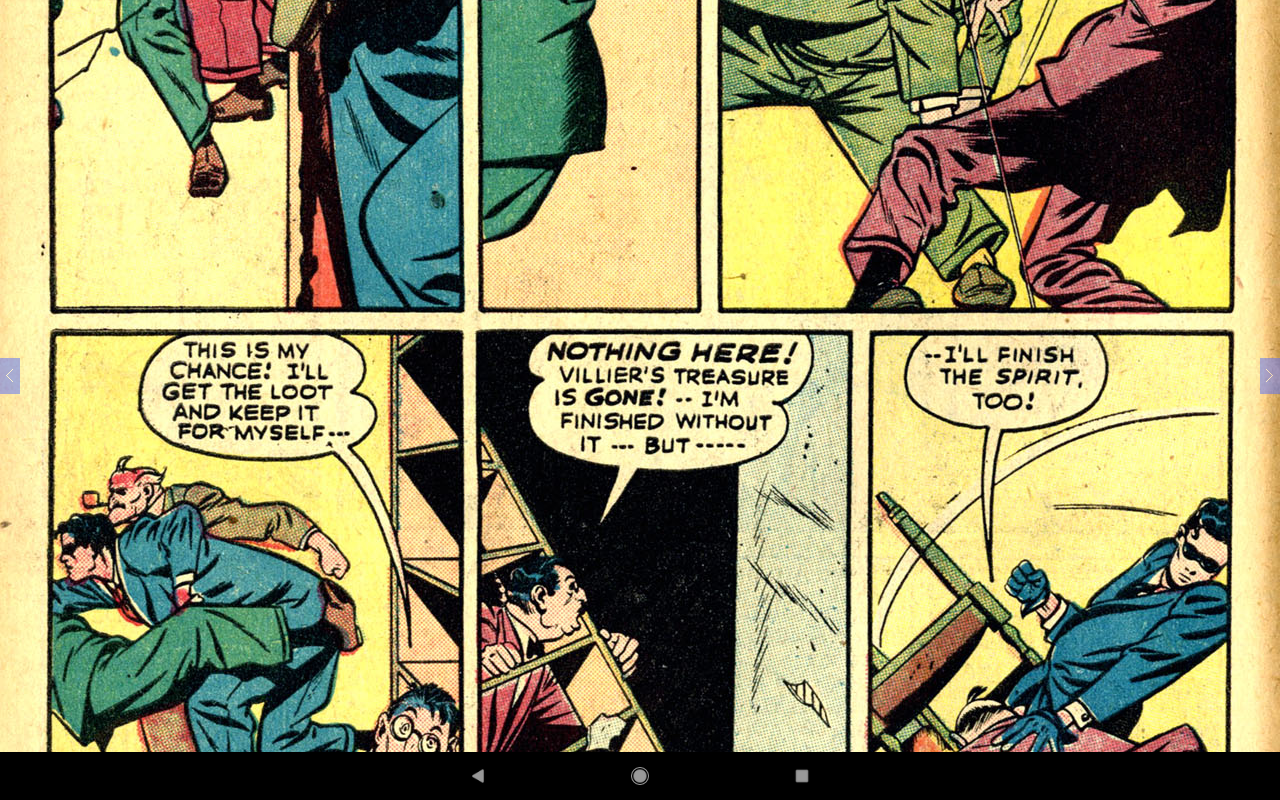 THIS IS MY
CHANCE! I'LL
GET THE LOOT
AND KEEP IT
FOR MYSELF---
NOTHING HERE!
VILLIER'S TREASURE
IS GONE! -- I'M
FINISHED WITHOUT
IT --- BUT -----
--I'LL FINISH
THE SPIRIT,
TOO!